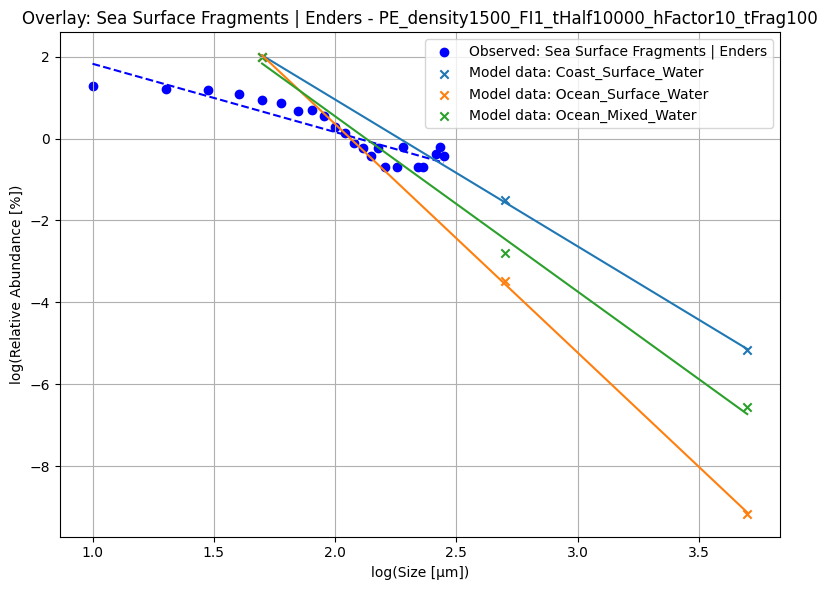 Overlay: Sea Surface Fragments | Enders - PE_density1500_FI1_tHalf10000_hFactor10_tFrag100
Observed: Sea Surface Fragments | Enders
Model data: Coast_Surface_Water
Model data: Ocean_Surface_Water
Model data: Ocean_Mixed_Water
log(Relative Abundance [%])
2
0
−2
−4
−6
−8
1.0 1.5 2.0 2.5 3.0 3.5
log(Size [μm])